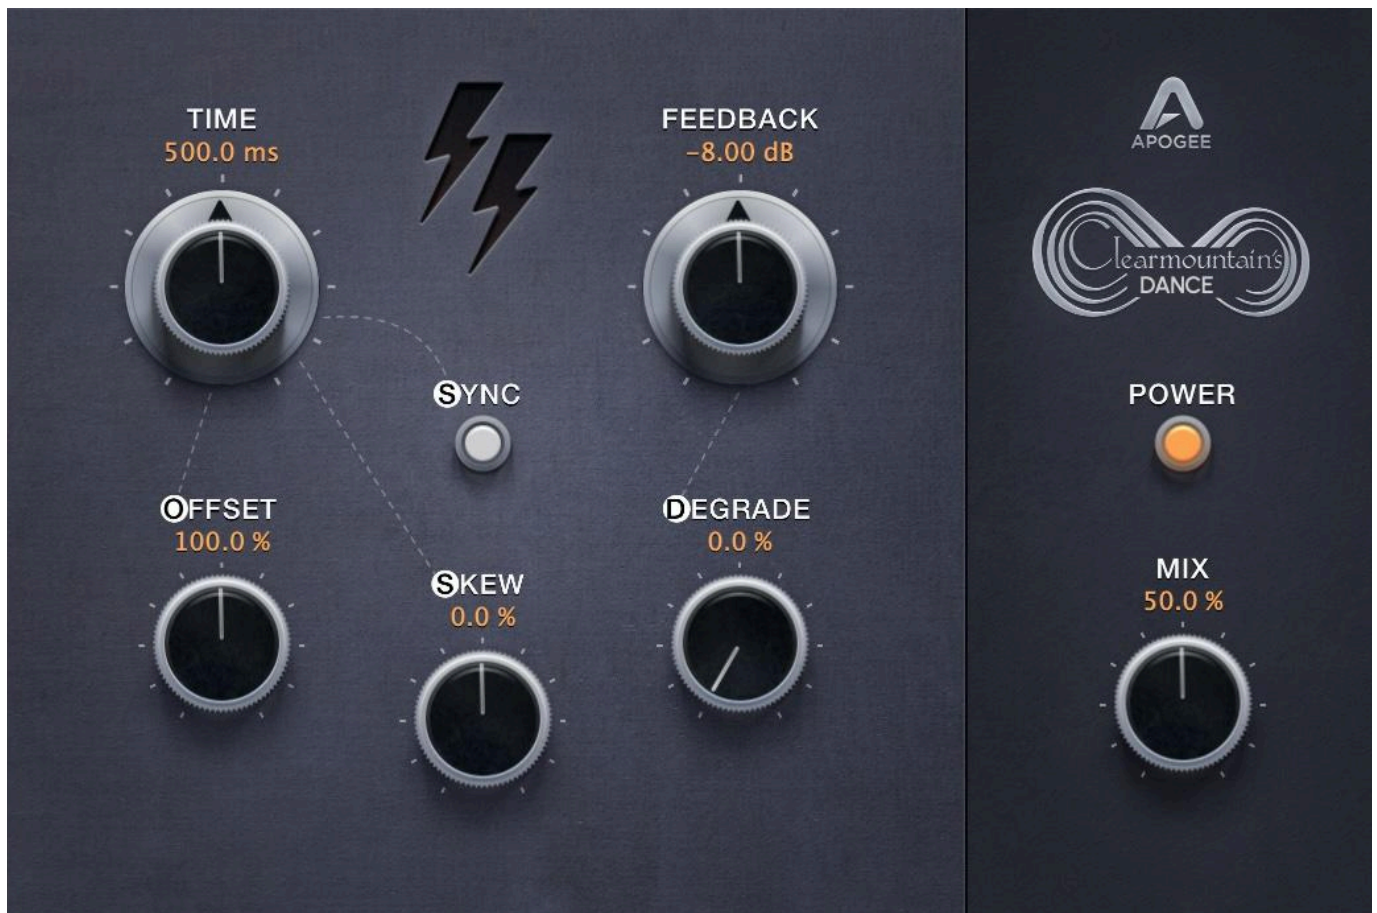 TIME
500.0 ms
FEEDBACK
-8.00 dB
APOGEE
Clearmountain's
DANCE
SYNC
POWER
OFFSET
100.0 %
DEGRADE
0.0 %
SKEW
0.0 %
MIX
50.0 %